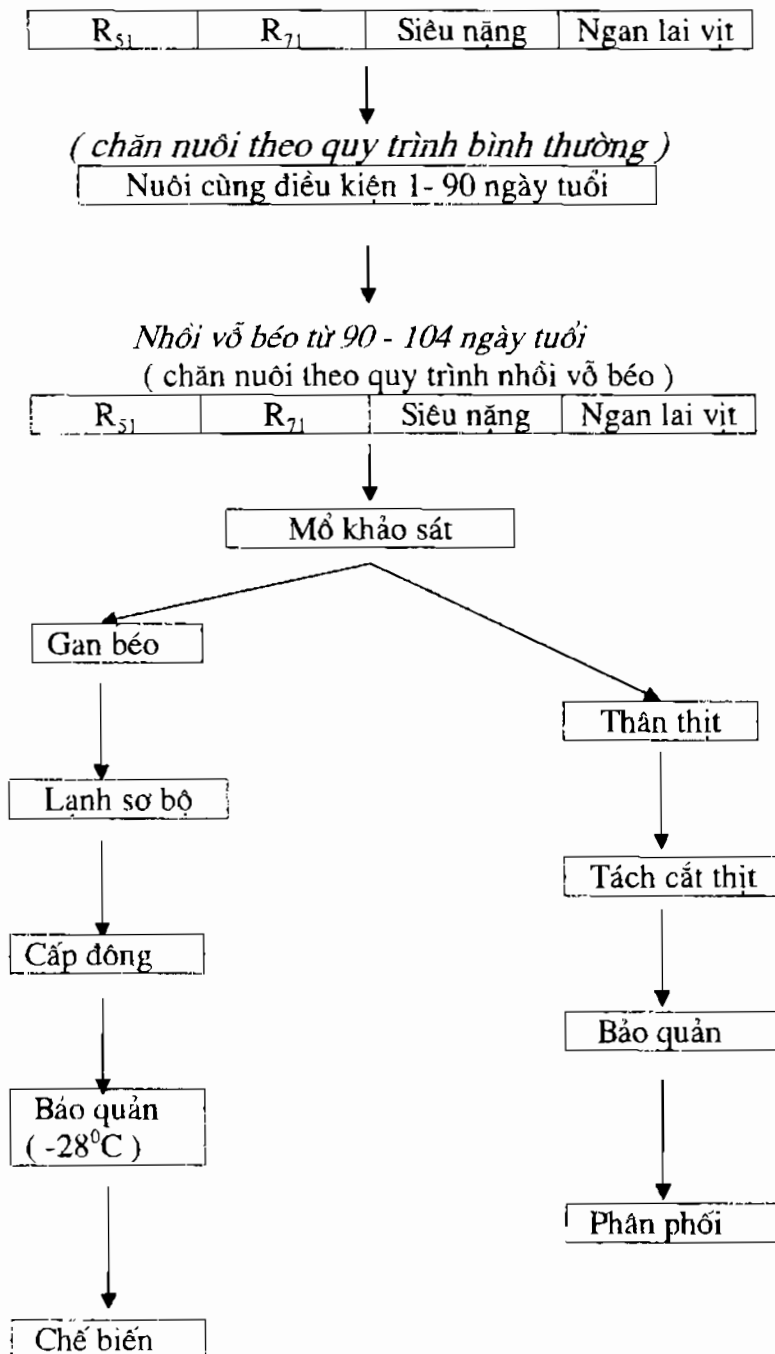 R₅₁ R₇₁ Siêu nặng Ngan lai vịt
( chăn nuôi theo quy trình bình thường )
Nuôi cùng điều kiện 1- 90 ngày tuổi
Nhồi vỗ béo từ 90 - 104 ngày tuổi
( chăn nuôi theo quy trình nhồi vỗ béo )
R₅₁ R₇₁ Siêu nặng Ngan lai vịt
Mổ khảo sát
Gan béo
Thân thịt
Lạnh sơ bộ
Tách cắt thịt
Cấp đông
Bảo quản
Bảo quản
( -28⁰C )
Phân phối
Chế biến